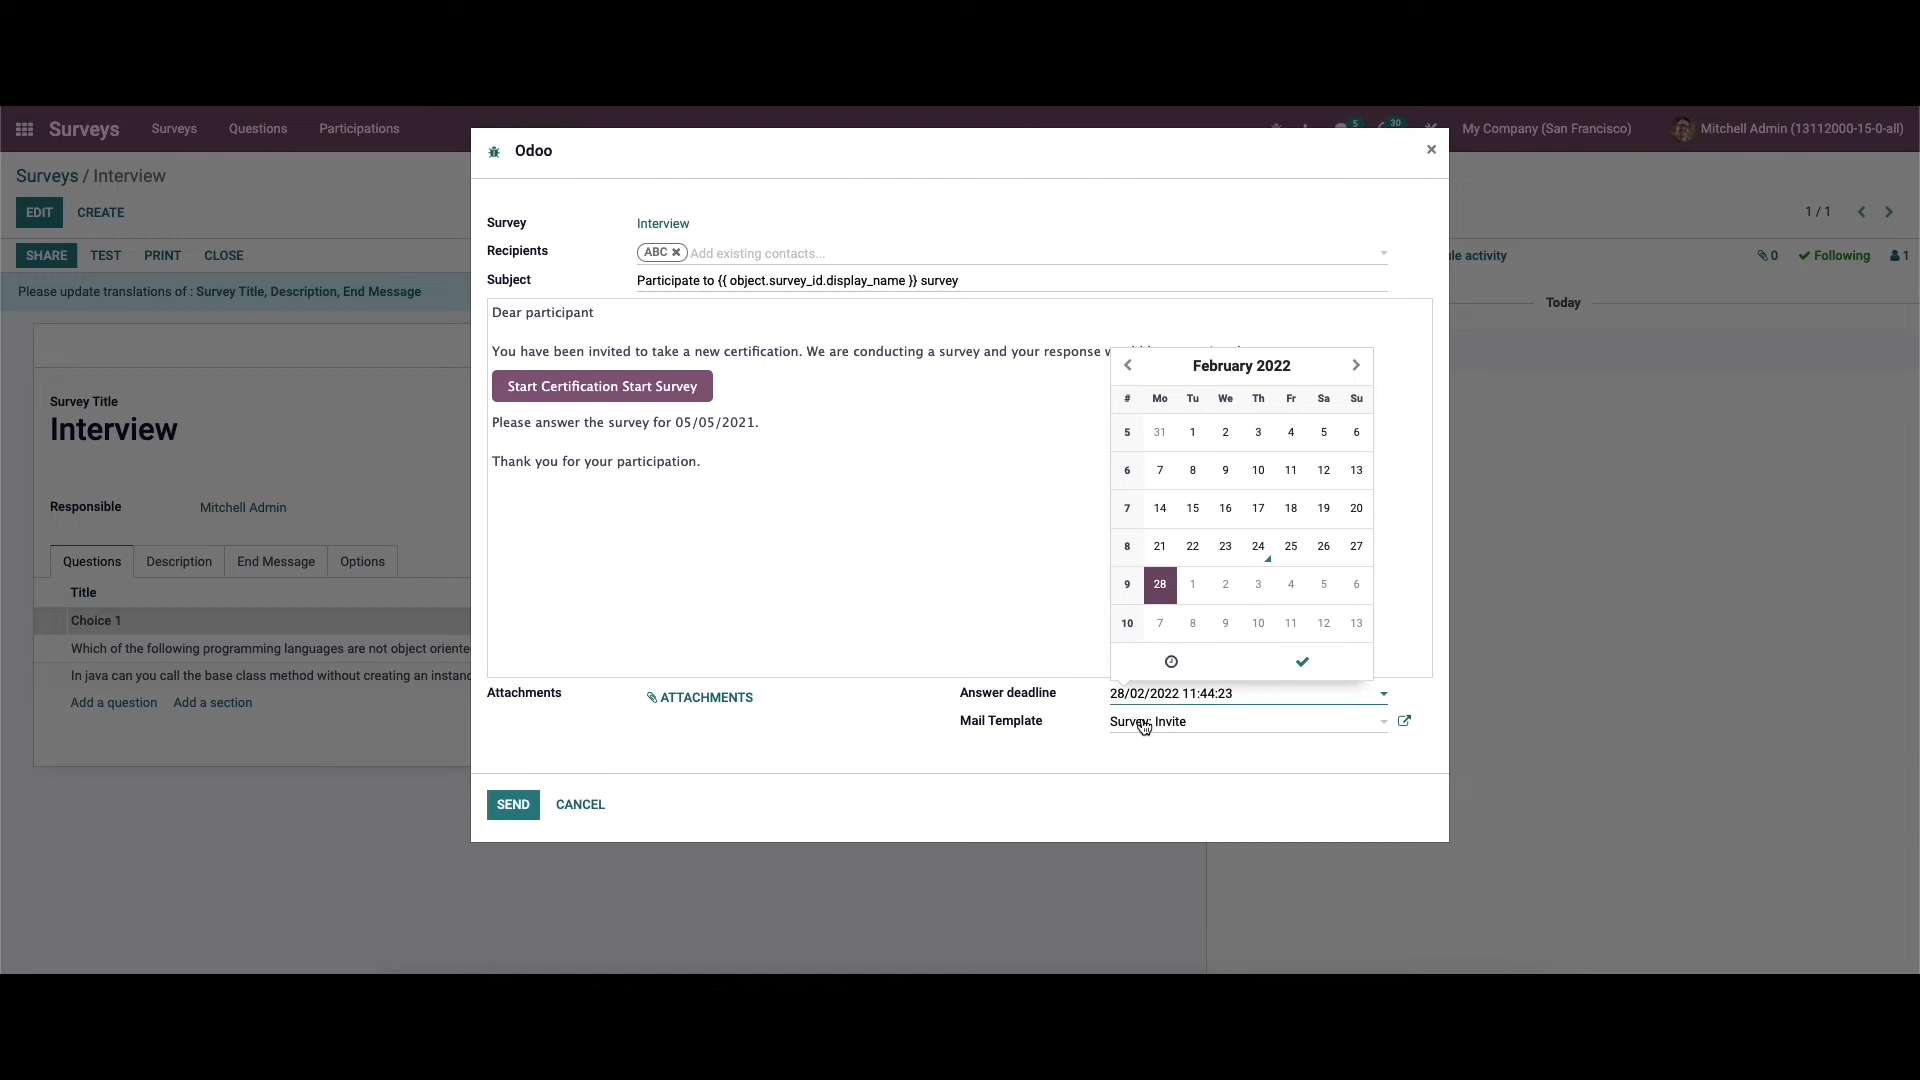 Surveys Surveys Questions Participations 5 30 My Company (San Francisco) Mitchell Admin (13112000-15-0-all)
Surveys / Interview
EDIT CREATE
1 / 1
SHARE TEST PRINT CLOSE
Please update translations of : Survey Title, Description, End Message
Survey Title
Interview
Responsible Mitchell Admin
Questions Description End Message Options
Title
Choice 1
Which of the following programming languages are not object oriente
In java can you call the base class method without creating an instanc
Add a question Add a section
Odoo ×
Survey Interview
Recipients ABC ✖ Add existing contacts...
Subject Participate to {{ object.survey_id.display_name }} survey
Dear participant
You have been invited to take a new certification. We are conducting a survey and your response
Start Certification Start Survey
Please answer the survey for 05/05/2021.
Thank you for your participation.
February 2022
# Mo Tu We Th Fr Sa Su
5 31 1 2 3 4 5 6
6 7 8 9 10 11 12 13
7 14 15 16 17 18 19 20
8 21 22 23 24 25 26 27
9 28 1 2 3 4 5 6
10 7 8 9 10 11 12 13
Attachments ATTACHMENTS
Answer deadline 28/02/2022 11:44:23
Mail Template Survey: Invite
SEND CANCEL
le activity 0 Following 1
Today